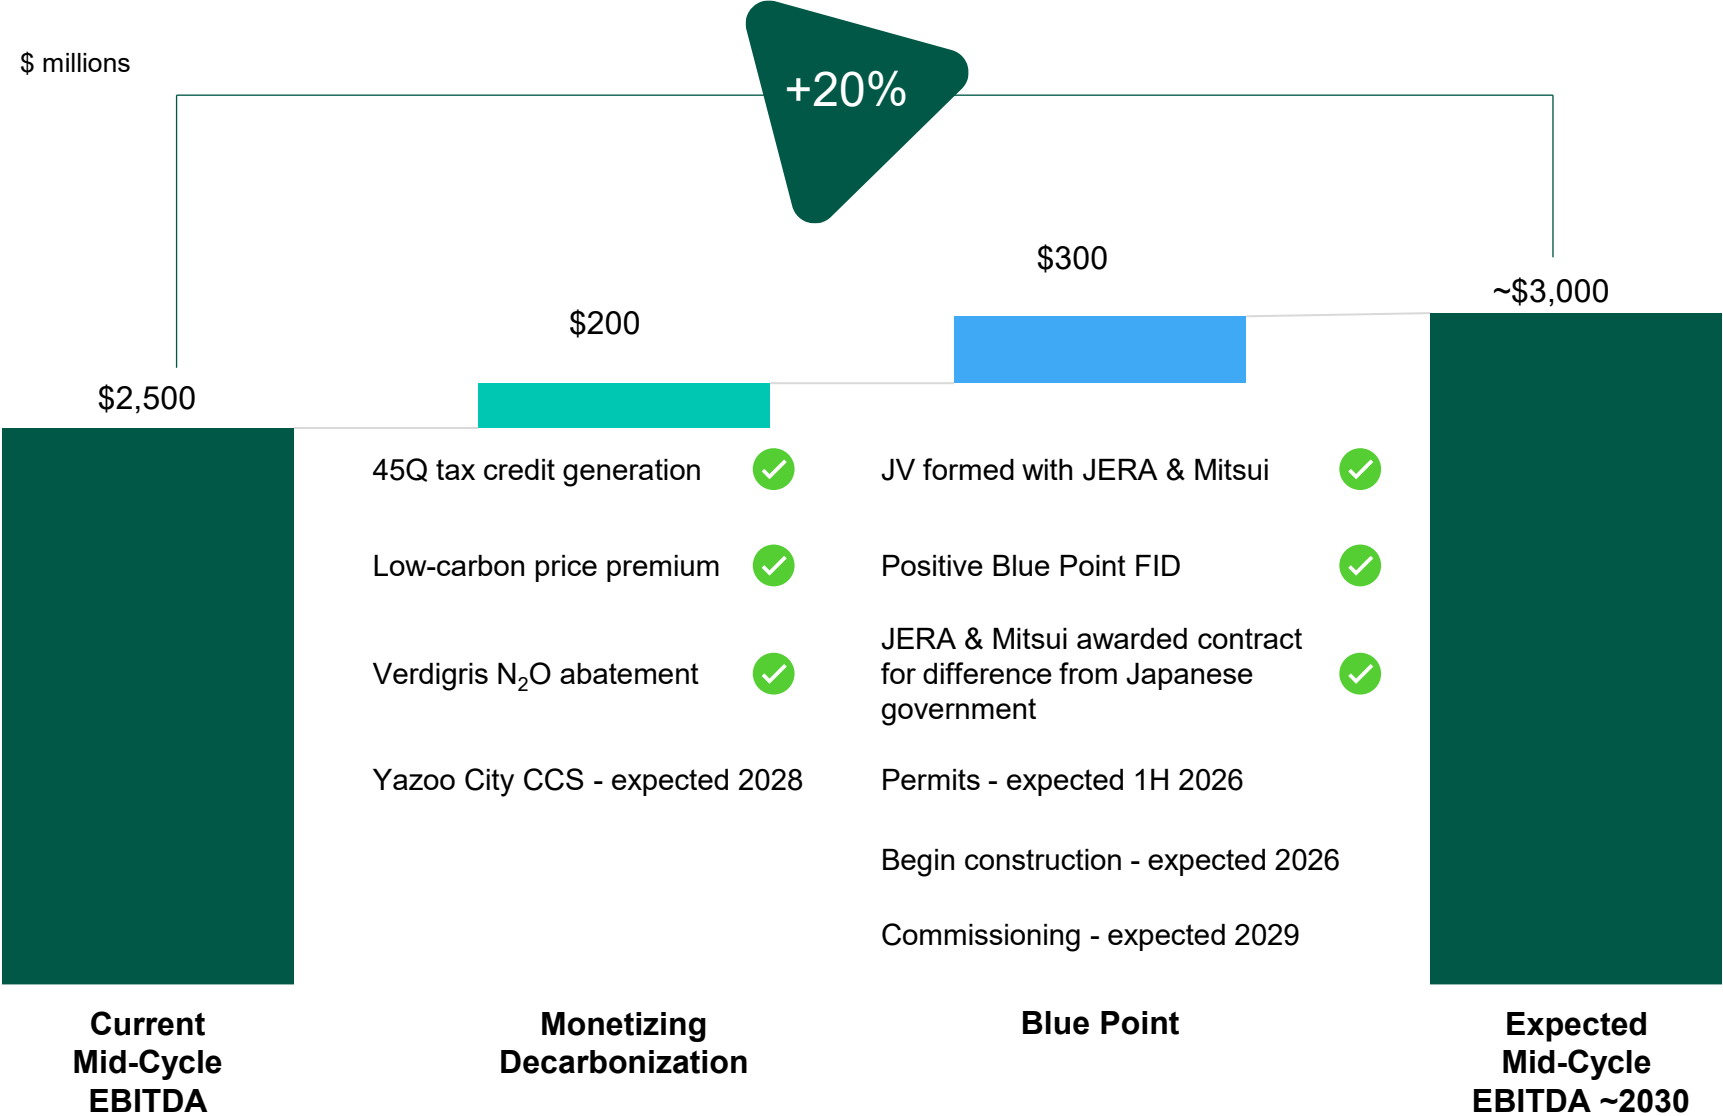 $ millions
+20%
$2,500
$200
$300
~$3,000
45Q tax credit generation
Low-carbon price premium
Verdigris N₂O abatement
Yazoo City CCS - expected 2028
JV formed with JERA & Mitsui
Positive Blue Point FID
JERA & Mitsui awarded contract
for difference from Japanese
government
Permits - expected 1H 2026
Begin construction - expected 2026
Commissioning - expected 2029
Current
Mid-Cycle
EBITDA
Monetizing
Decarbonization
Blue Point
Expected
Mid-Cycle
EBITDA ~2030